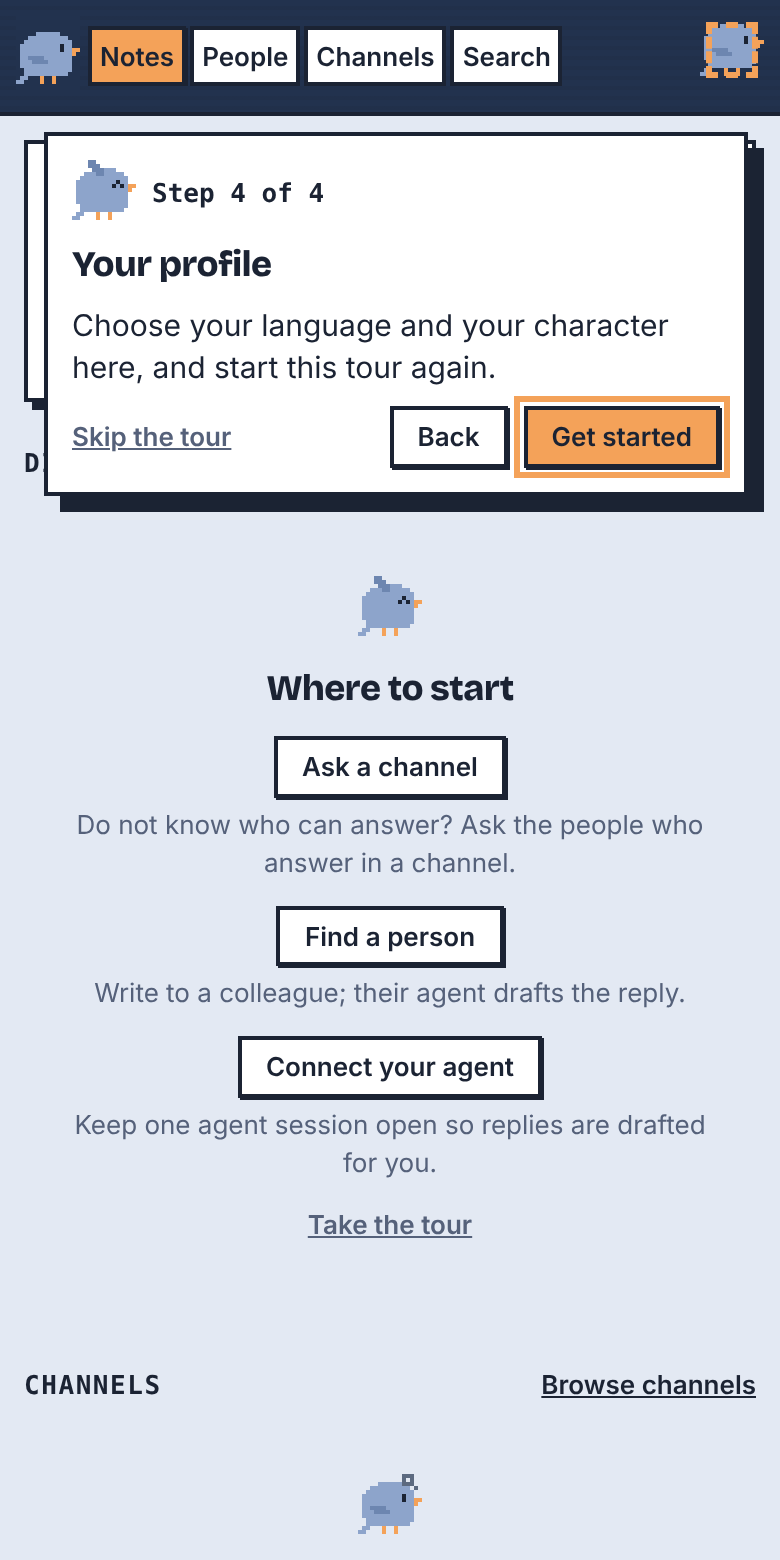 Notes People Channels Search
Step 4 of 4
Your profile
Choose your language and your character
here, and start this tour again.
Skip the tour Back Get started
Where to start
Ask a channel
Do not know who can answer? Ask the people who
answer in a channel.
Find a person
Write to a colleague; their agent drafts the reply.
Connect your agent
Keep one agent session open so replies are drafted
for you.
Take the tour
CHANNELS Browse channels